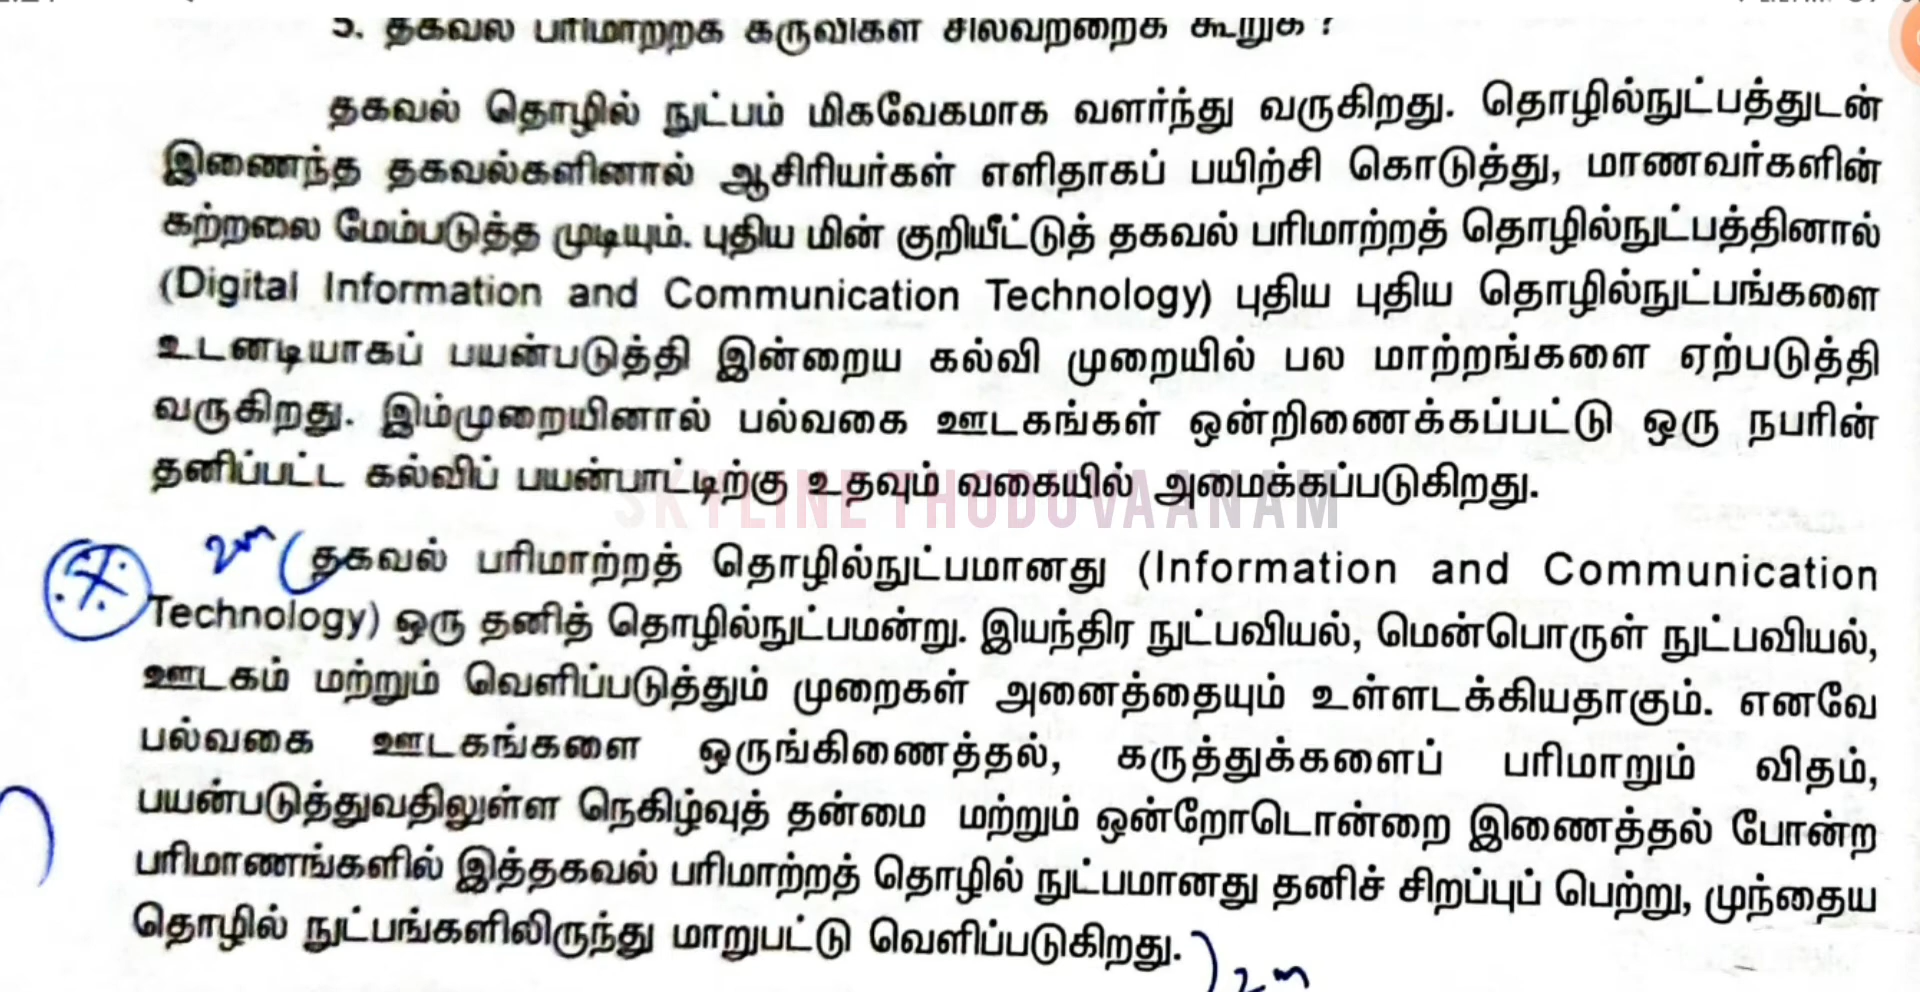 5. தகவல் பரிமாற்றக் கருவிகள் சிலவற்றைக் கூறுக ?
தகவல் தொழில் நுட்பம் மிகவேகமாக வளர்ந்து வருகிறது. தொழில்நுட்பத்துடன்
இணைந்த தகவல்களினால் ஆசிரியர்கள் எளிதாகப் பயிற்சி கொடுத்து, மாணவர்களின்
கற்றலை மேம்படுத்த முடியும். புதிய மின் குறியீட்டுத் தகவல் பரிமாற்றத் தொழில்நுட்பத்தினால்
(Digital Information and Communication Technology) புதிய புதிய தொழில்நுட்பங்களை
உடனடியாகப் பயன்படுத்தி இன்றைய கல்வி முறையில் பல மாற்றங்களை ஏற்படுத்தி
வருகிறது. இம்முறையினால் பல்வகை ஊடகங்கள் ஒன்றிணைக்கப்பட்டு ஒரு நபரின்
தனிப்பட்ட கல்விப் பயன்பாட்டிற்கு உதவும் வகையில் அமைக்கப்படுகிறது.
SKYLINE THODUVAANAM
2m (தகவல் பரிமாற்றத் தொழில்நுட்பமானது (Information and Communication
Technology) ஒரு தனித் தொழில்நுட்பமன்று. இயந்திர நுட்பவியல், மென்பொருள் நுட்பவியல்,
ஊடகம் மற்றும் வெளிப்படுத்தும் முறைகள் அனைத்தையும் உள்ளடக்கியதாகும். எனவே
பல்வகை ஊடகங்களை ஒருங்கிணைத்தல், கருத்துக்களைப் பரிமாறும் விதம்,
பயன்படுத்துவதிலுள்ள நெகிழ்வுத் தன்மை மற்றும் ஒன்றோடொன்றை இணைத்தல் போன்ற
பரிமாணங்களில் இத்தகவல் பரிமாற்றத் தொழில் நுட்பமானது தனிச் சிறப்புப் பெற்று, முந்தைய
தொழில் நுட்பங்களிலிருந்து மாறுபட்டு வெளிப்படுகிறது.) 2m